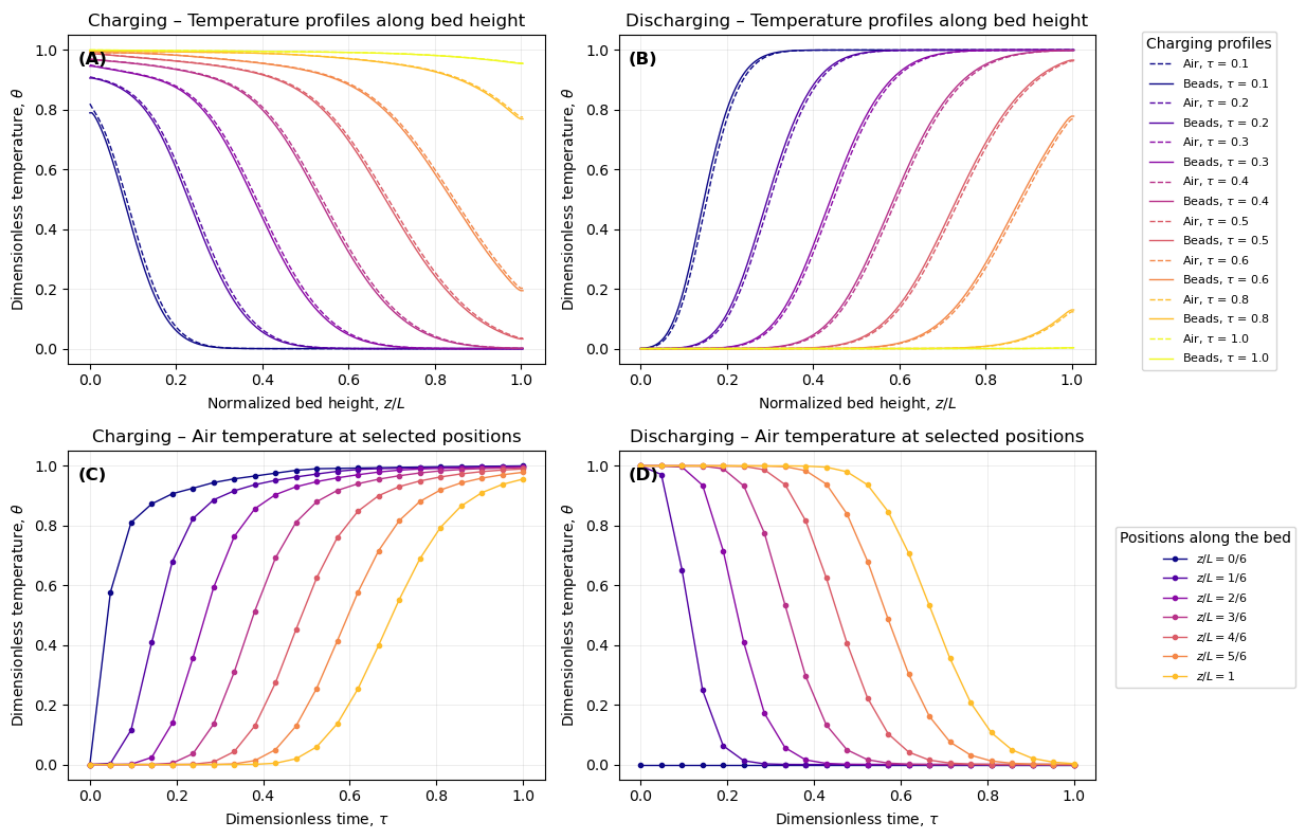 Charging – Temperature profiles along bed height
(A)
1.0
0.8
0.6
0.4
0.2
0.0
Dimensionless temperature, θ
0.0 0.2 0.4 0.6 0.8 1.0
Normalized bed height, z/L
Discharging – Temperature profiles along bed height
(B)
1.0
0.8
0.6
0.4
0.2
0.0
Dimensionless temperature, θ
0.0 0.2 0.4 0.6 0.8 1.0
Normalized bed height, z/L
Charging profiles
Air, τ = 0.1
Beads, τ = 0.1
Air, τ = 0.2
Beads, τ = 0.2
Air, τ = 0.3
Beads, τ = 0.3
Air, τ = 0.4
Beads, τ = 0.4
Air, τ = 0.5
Beads, τ = 0.5
Air, τ = 0.6
Beads, τ = 0.6
Air, τ = 0.8
Beads, τ = 0.8
Air, τ = 1.0
Beads, τ = 1.0
Charging – Air temperature at selected positions
(C)
1.0
0.8
0.6
0.4
0.2
0.0
Dimensionless temperature, θ
0.0 0.2 0.4 0.6 0.8 1.0
Dimensionless time, τ
Discharging – Air temperature at selected positions
(D)
1.0
0.8
0.6
0.4
0.2
0.0
Dimensionless temperature, θ
0.0 0.2 0.4 0.6 0.8 1.0
Dimensionless time, τ
Positions along the bed
z/L = 0/6
z/L = 1/6
z/L = 2/6
z/L = 3/6
z/L = 4/6
z/L = 5/6
z/L = 1